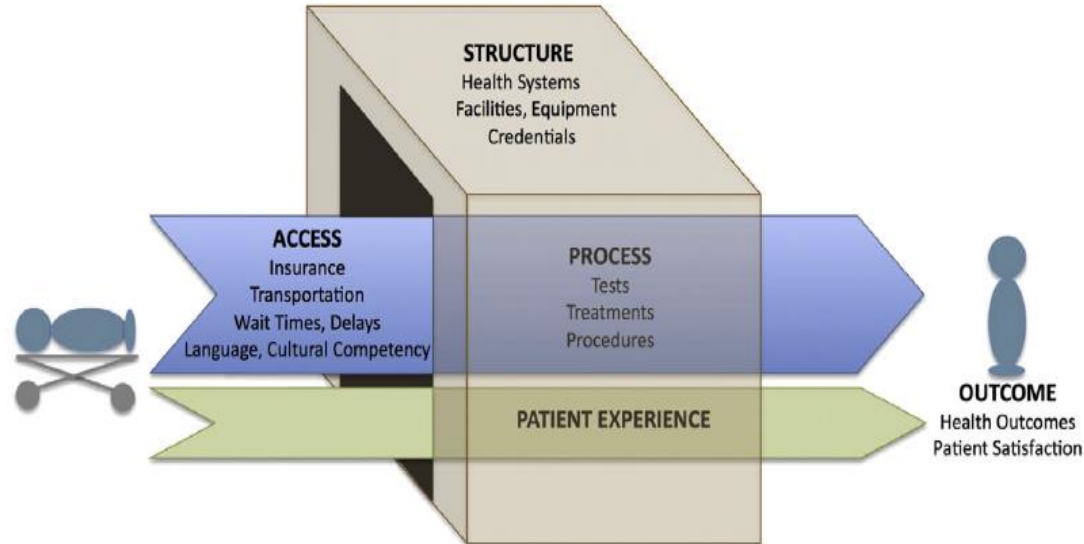 STRUCTURE
Health Systems
Facilities, Equipment
Credentials
ACCESS
Insurance
Transportation
Wait Times, Delays
Language, Cultural Competency
PROCESS
Tests
Treatments
Procedures
PATIENT EXPERIENCE
OUTCOME
Health Outcomes
Patient Satisfaction